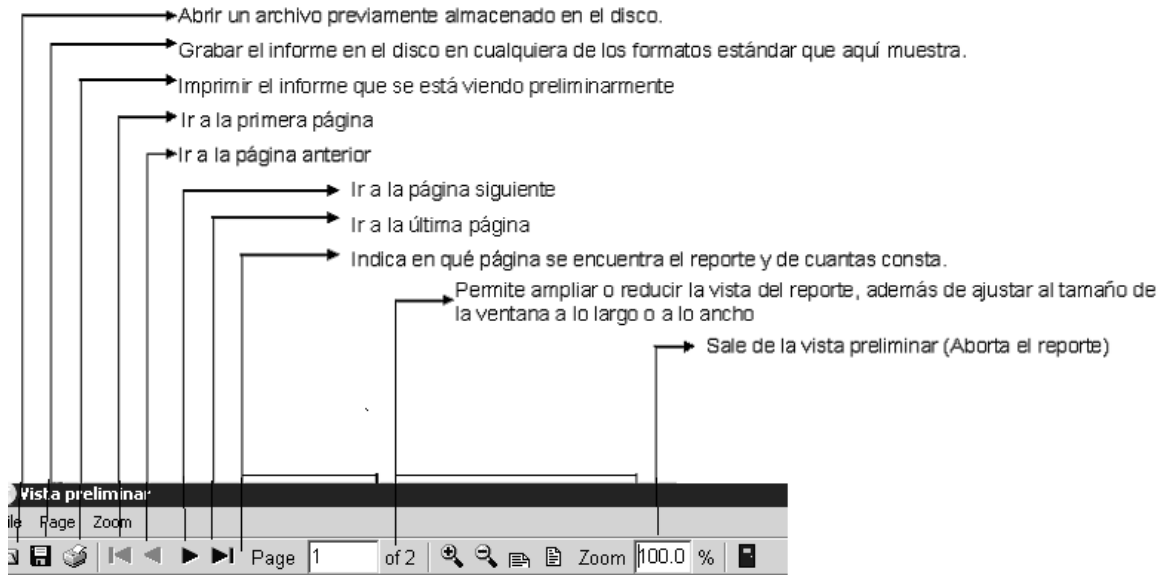 Abrir un archivo previamente almacenado en el disco.
Grabar el informe en el disco en cualquiera de los formatos estándar que aquí muestra.
Imprimir el informe que se está viendo preliminarmente
Ir a la primera página
Ir a la página anterior
Ir a la página siguiente
Ir a la última página
Indica en qué página se encuentra el reporte y de cuantas consta.
Permite ampliar o reducir la vista del reporte, además de ajustar al tamaño de
la ventana a lo largo o a lo ancho
Sale de la vista preliminar (Aborta el reporte)
Vista preliminar
Page Zoom
Page 1 of 2 Zoom 100.0 %